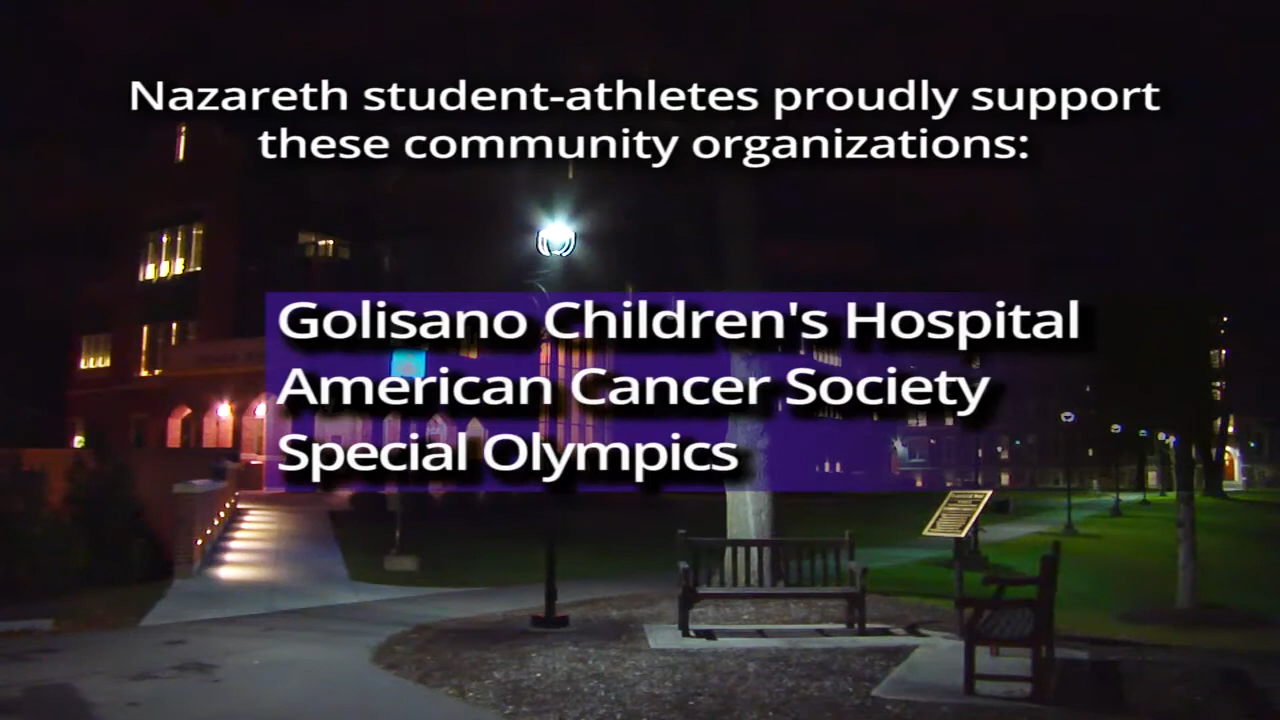 Nazareth student-athletes proudly support
these community organizations:
Golisano Children's Hospital
American Cancer Society
Special Olympics